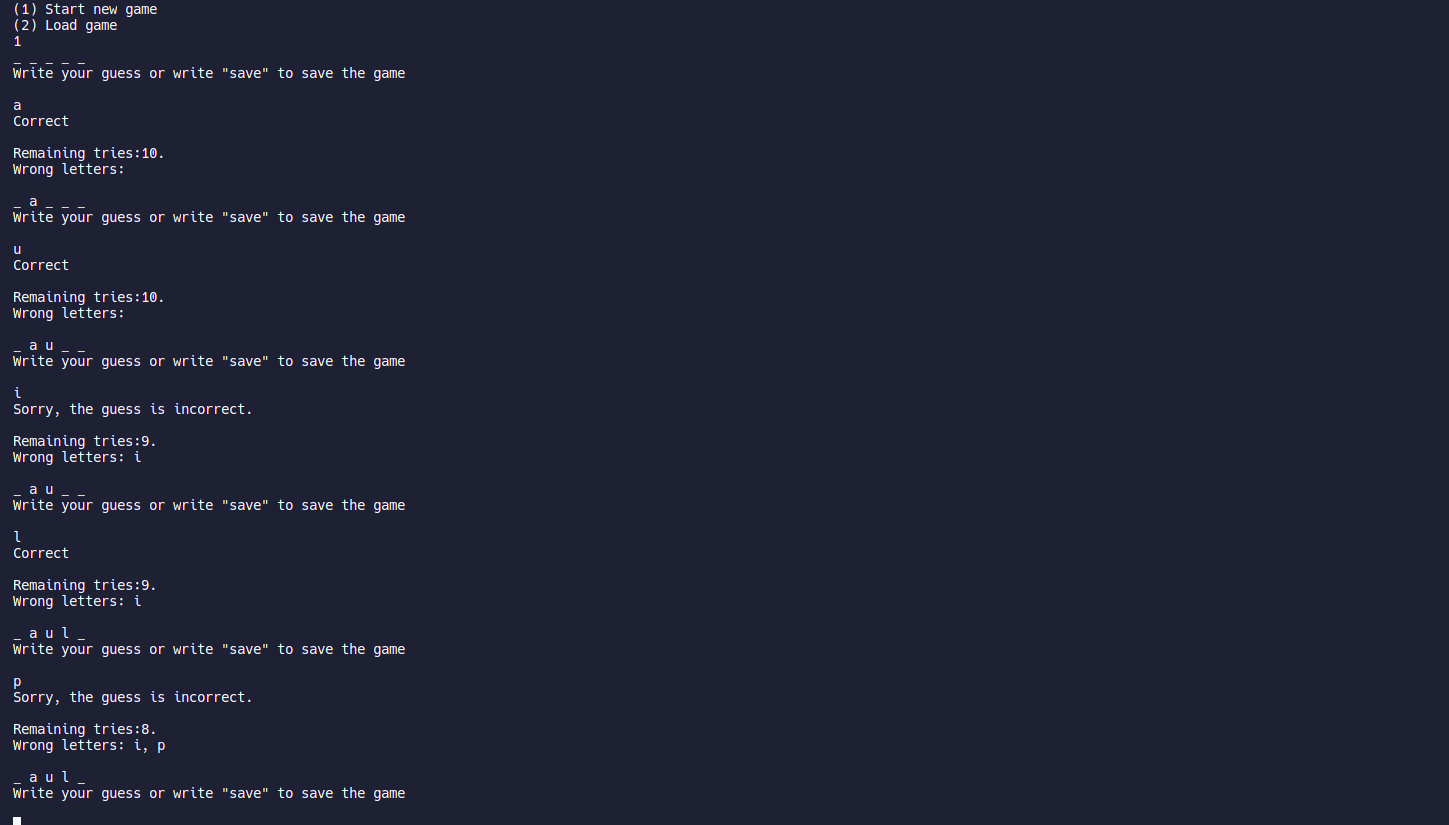 (1) Start new game
(2) Load game
1
_ _ _ _ _
Write your guess or write "save" to save the game
a
Correct
Remaining tries:10.
Wrong letters:
_ a _ _ _
Write your guess or write "save" to save the game
u
Correct
Remaining tries:10.
Wrong letters:
_ a u _ _
Write your guess or write "save" to save the game
i
Sorry, the guess is incorrect.
Remaining tries:9.
Wrong letters: i
_ a u _ _
Write your guess or write "save" to save the game
l
Correct
Remaining tries:9.
Wrong letters: i
_ a u l _
Write your guess or write "save" to save the game
p
Sorry, the guess is incorrect.
Remaining tries:8.
Wrong letters: i, p
_ a u l _
Write your guess or write "save" to save the game